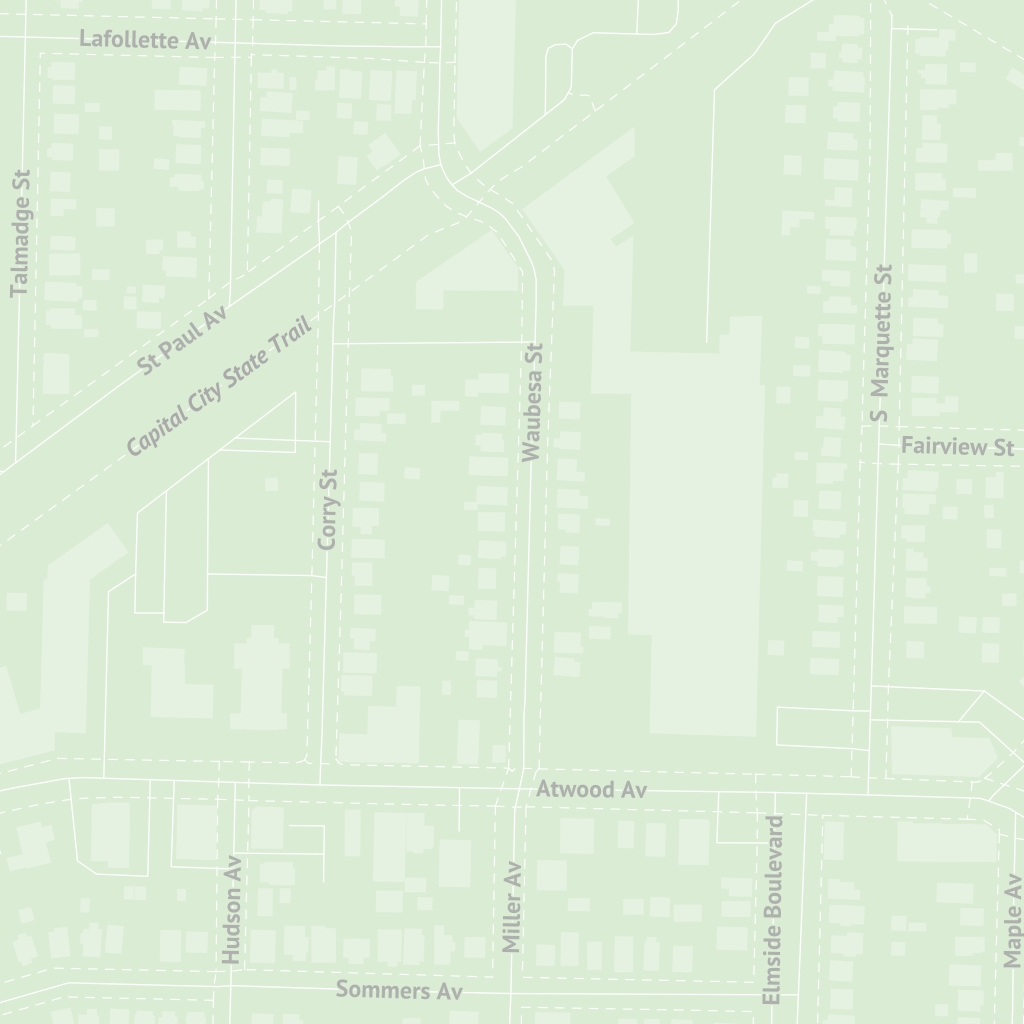 Lafollette Av
Talmadge St
St Paul Av
Capital City State Trail
S Marquette St
Waubesa St
Fairview St
Corry St
Atwood Av
Hudson Av
Miller Av
Elmside Boulevard
Maple Av
Sommers Av